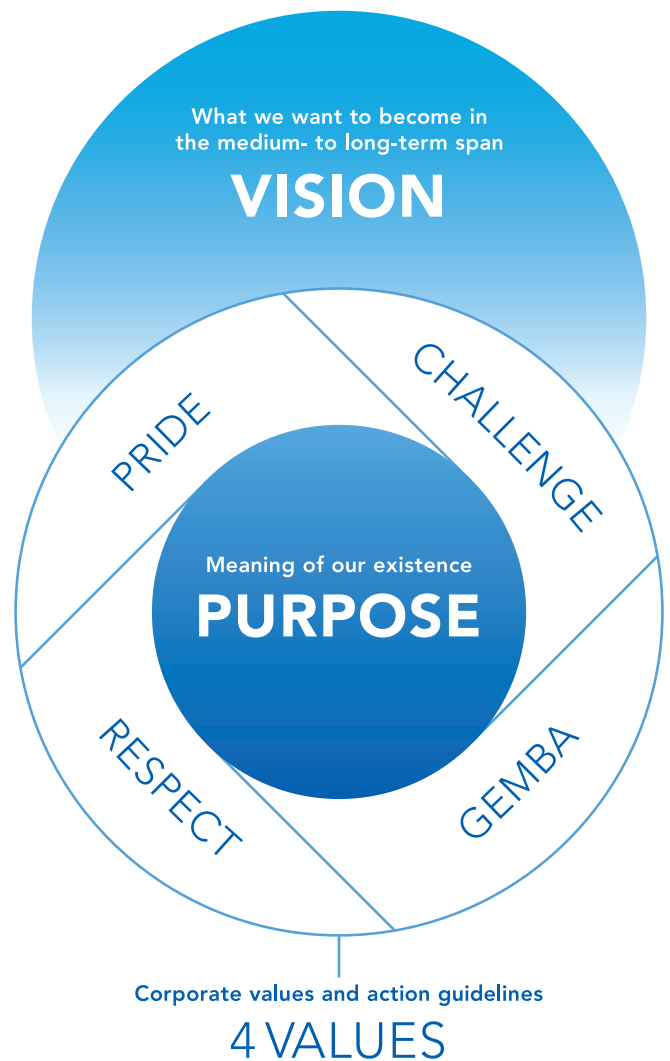 What we want to become in
the medium- to long-term span
VISION
PRIDE
CHALLENGE
Meaning of our existence
PURPOSE
RESPECT
GEMBA
Corporate values and action guidelines
4 VALUES